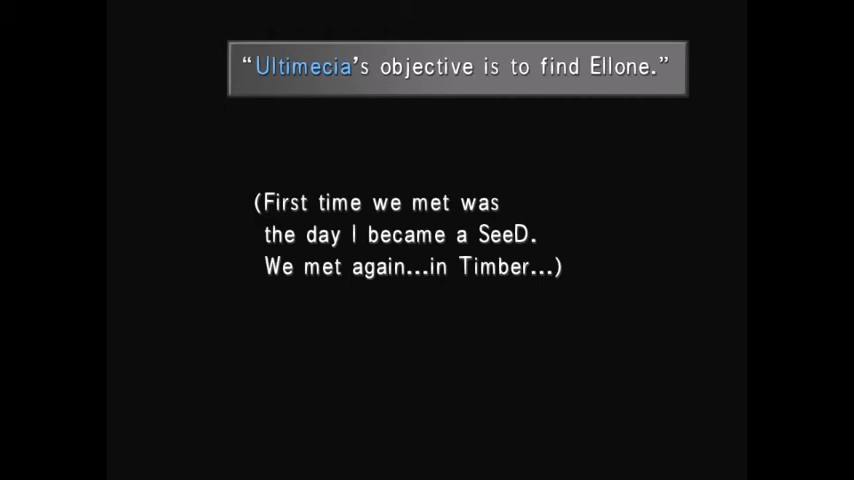 “Ultimecia’s objective is to find Ellone.”
(First time we met was
the day I became a SeeD.
We met again...in Timber...)